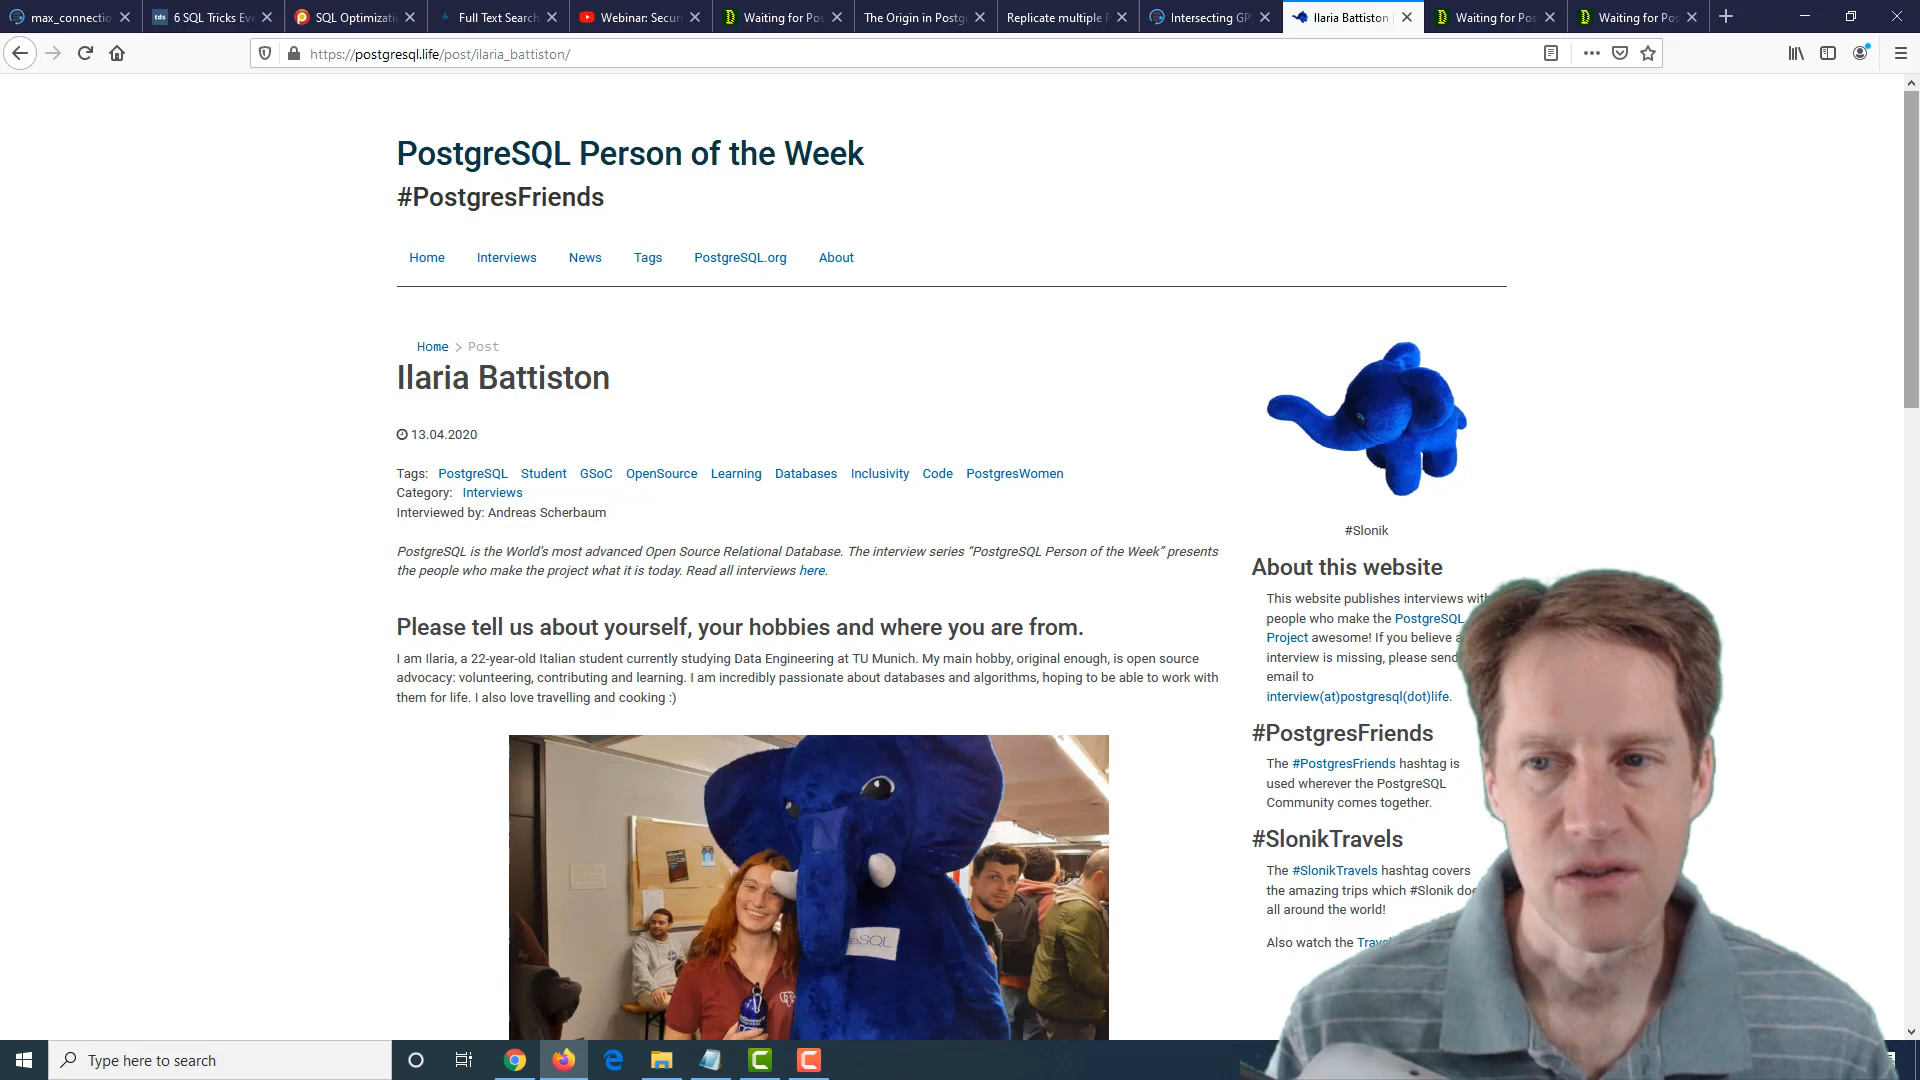 max_connectio
6 SQL Tricks Eve
SQL Optimizati
Full Text Search
Webinar: Secur
Waiting for Pos
The Origin in Postg
Replicate multiple P
Intersecting GP
Ilaria Battiston
Waiting for Pos
Waiting for Pos
https://postgresql.life/post/ilaria_battiston/
PostgreSQL Person of the Week
#PostgresFriends
Home Interviews News Tags PostgreSQL.org About
Home > Post
Ilaria Battiston
13.04.2020
Tags: PostgreSQL Student GSoC OpenSource Learning Databases Inclusivity Code PostgresWomen
Category: Interviews
Interviewed by: Andreas Scherbaum
PostgreSQL is the World's most advanced Open Source Relational Database. The interview series “PostgreSQL Person of the Week” presents
the people who make the project what it is today. Read all interviews here.
Please tell us about yourself, your hobbies and where you are from.
I am Ilaria, a 22-year-old Italian student currently studying Data Engineering at TU Munich. My main hobby, original enough, is open source
advocacy: volunteering, contributing and learning. I am incredibly passionate about databases and algorithms, hoping to be able to work with
them for life. I also love travelling and cooking :)
eSQL
#Slonik
About this website
This website publishes interviews with
people who make the PostgreSQL
Project awesome! If you believe a
interview is missing, please send
email to
interview(at)postgresql(dot)life.
#PostgresFriends
The #PostgresFriends hashtag is
used wherever the PostgreSQL
Community comes together.
#SlonikTravels
The #SlonikTravels hashtag covers
the amazing trips which #Slonik doe
all around the world!
Also watch the Trave
Type here to search